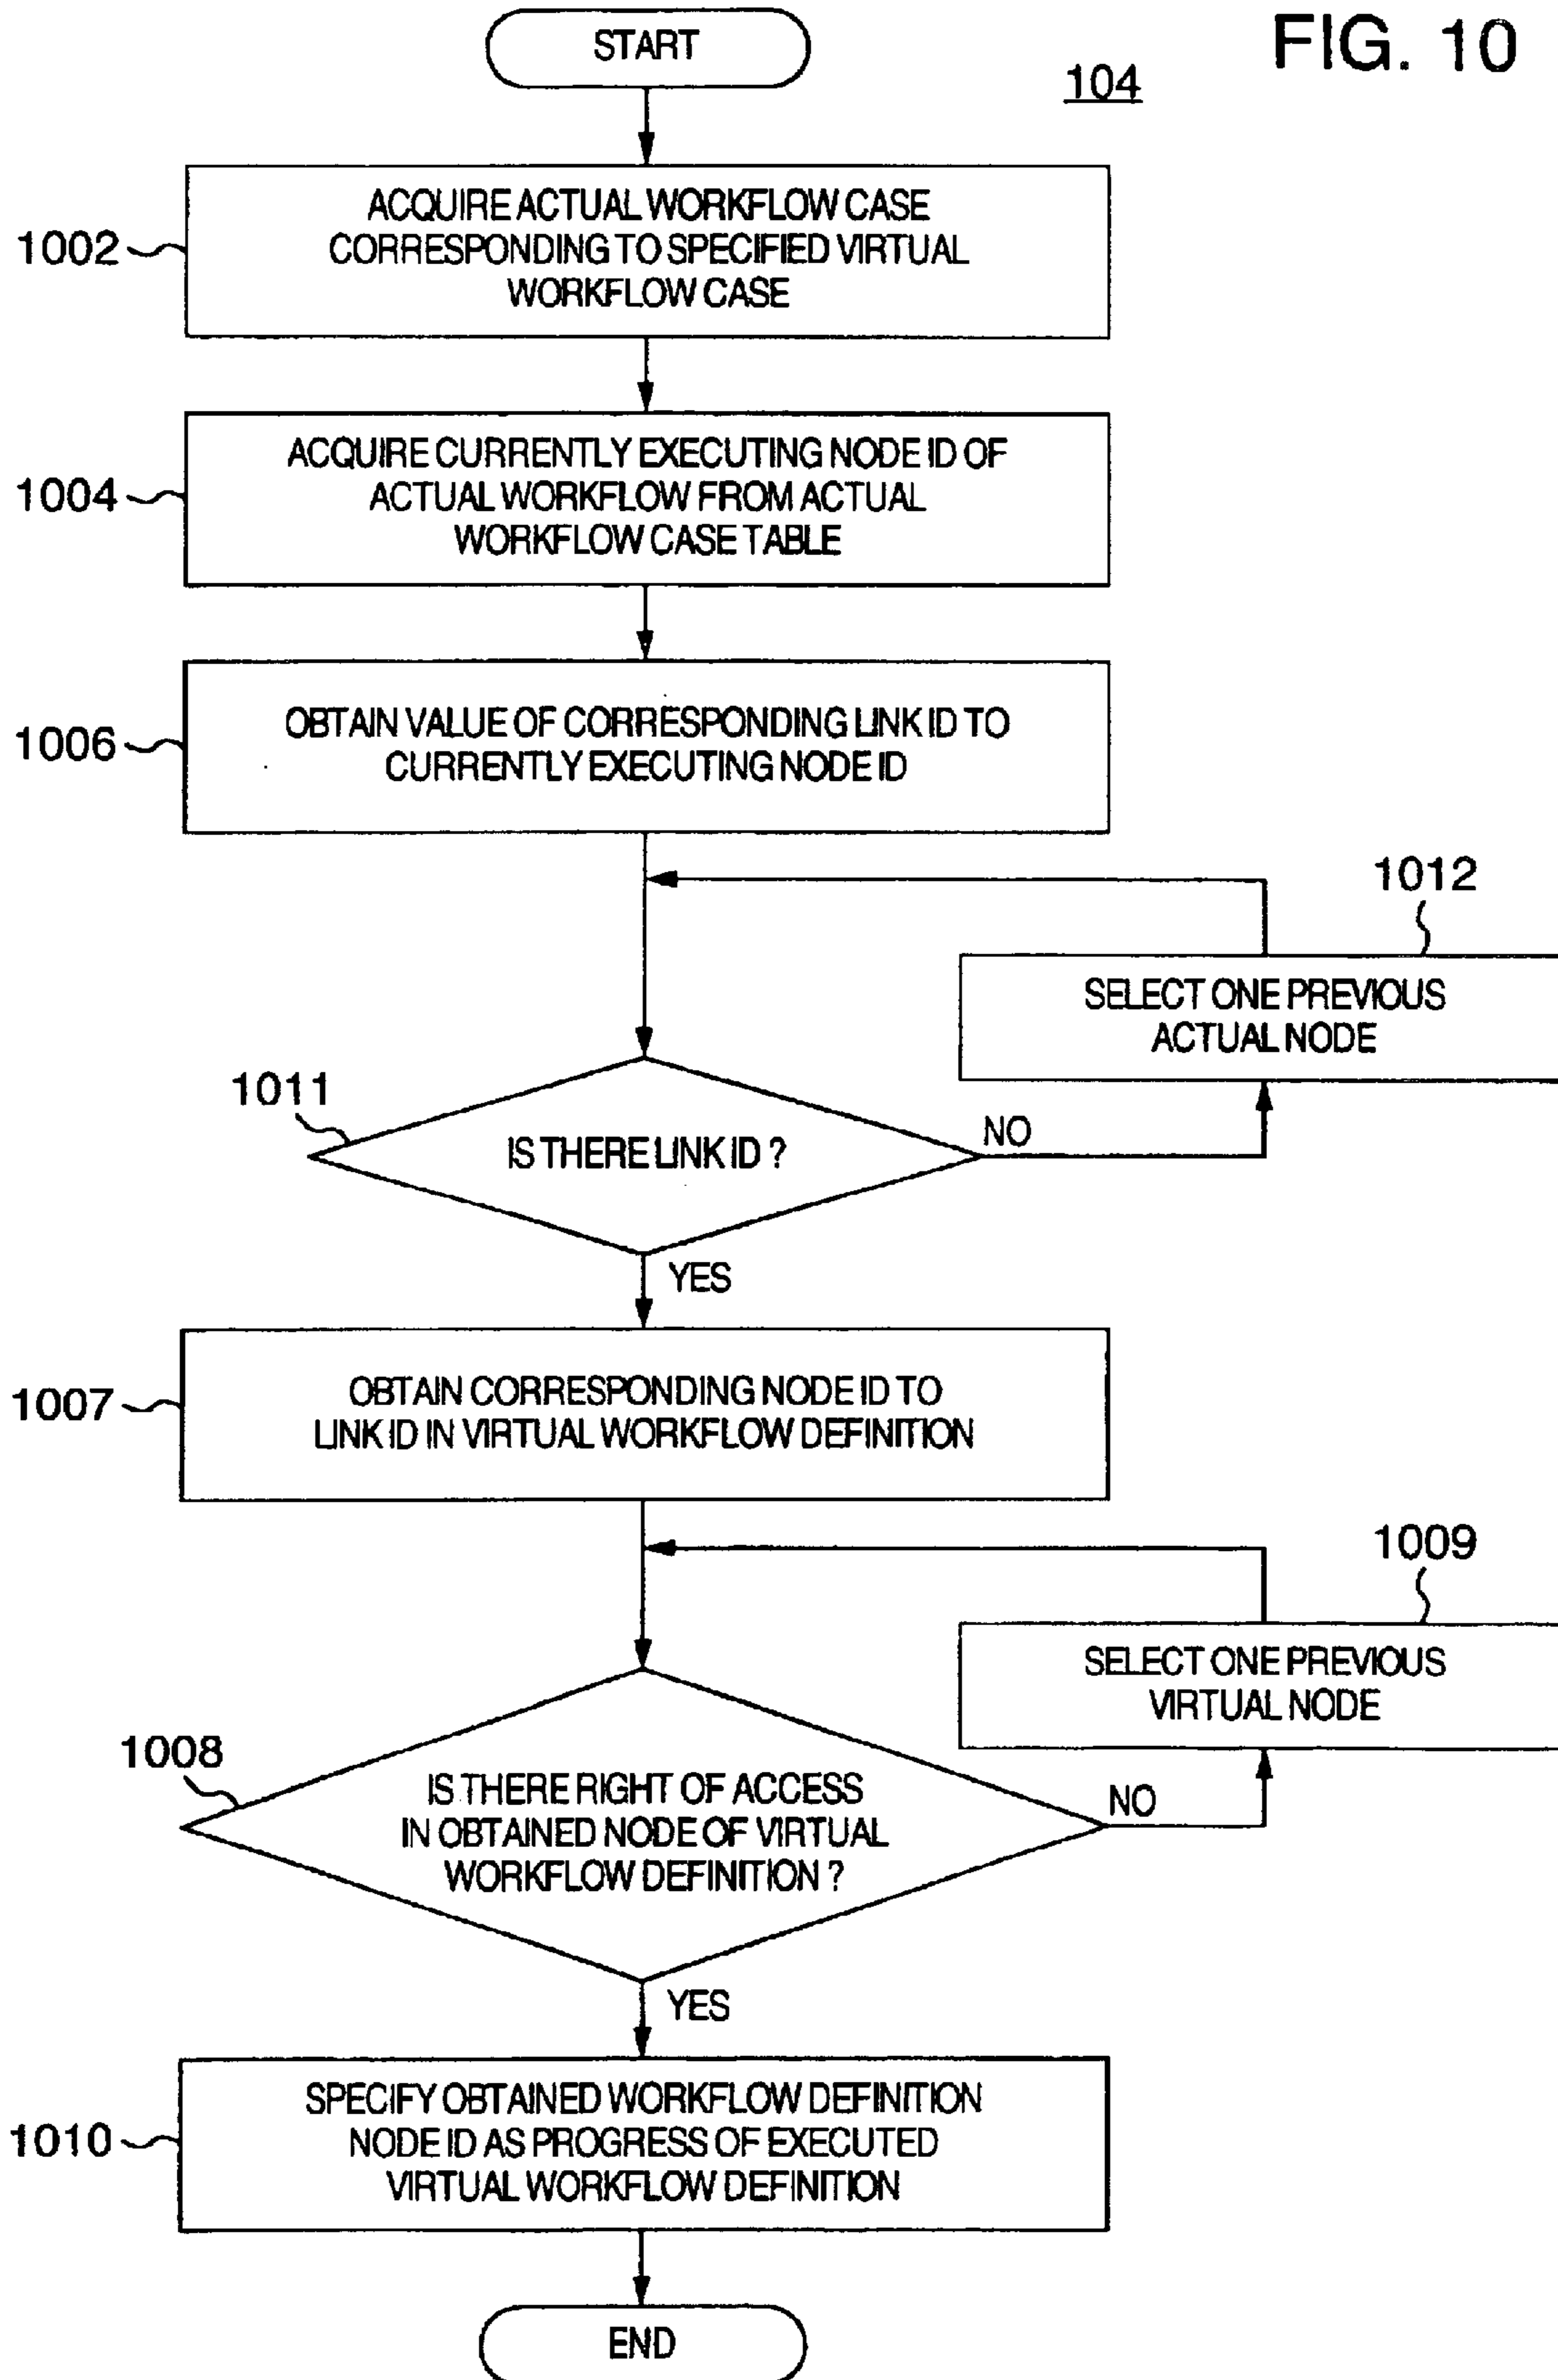 FIG. 10
104
START
1002
ACQUIRE ACTUAL WORKFLOW CASE
CORRESPONDING TO SPECIFIED VIRTUAL
WORKFLOW CASE
1004
ACQUIRE CURRENTLY EXECUTING NODE ID OF
ACTUAL WORKFLOW FROM ACTUAL
WORKFLOW CASE TABLE
1006
OBTAIN VALUE OF CORRESPONDING LINK ID TO
CURRENTLY EXECUTING NODE ID
1012
SELECT ONE PREVIOUS
ACTUAL NODE
1011
IS THERE LINK ID ?
NO
YES
1007
OBTAIN CORRESPONDING NODE ID TO
LINK ID IN VIRTUAL WORKFLOW DEFINITION
1009
SELECT ONE PREVIOUS
VIRTUAL NODE
1008
IS THERE RIGHT OF ACCESS
IN OBTAINED NODE OF VIRTUAL
WORKFLOW DEFINITION ?
NO
YES
1010
SPECIFY OBTAINED WORKFLOW DEFINITION
NODE ID AS PROGRESS OF EXECUTED
VIRTUAL WORKFLOW DEFINITION
END